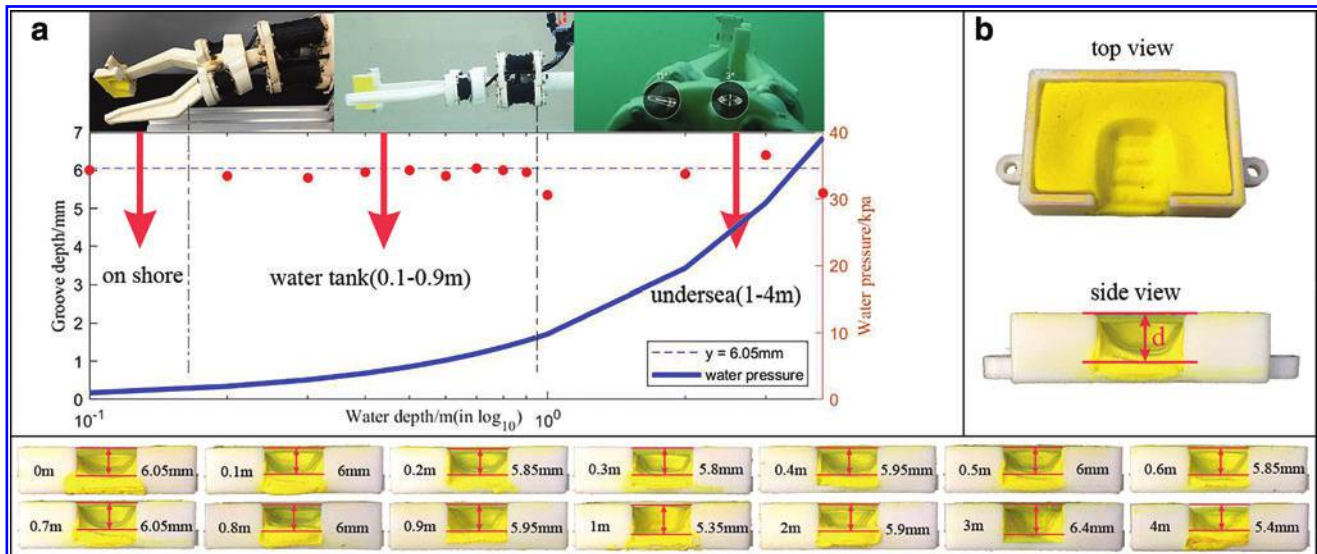 a
7
6
5
4
3
2
1
0
Groove depth/mm
on shore
water tank(0.1-0.9m)
undersea(1-4m)
40
30
20
10
0
Water pressure/kpa
y = 6.05mm
water pressure
10⁻¹
Water depth/m(in log₁₀)
10⁰
b
top view
side view
d
0m 6.05mm
0.1m 6mm
0.2m 5.85mm
0.3m 5.8mm
0.4m 5.95mm
0.5m 6mm
0.6m 5.85mm
0.7m 6.05mm
0.8m 6mm
0.9m 5.95mm
1m 5.35mm
2m 5.9mm
3m 6.4mm
4m 5.4mm